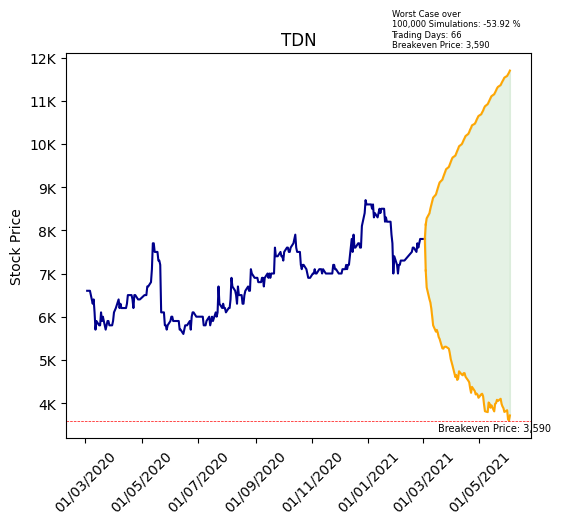 Worst Case over
100,000 Simulations: -53.92 %
Trading Days: 66
Breakeven Price: 3,590
TDN
12K
11K
10K
9K
8K
7K
6K
5K
4K
Stock Price
Breakeven Price: 3,590
01/03/2020
01/05/2020
01/07/2020
01/09/2020
01/11/2020
01/01/2021
01/03/2021
01/05/2021